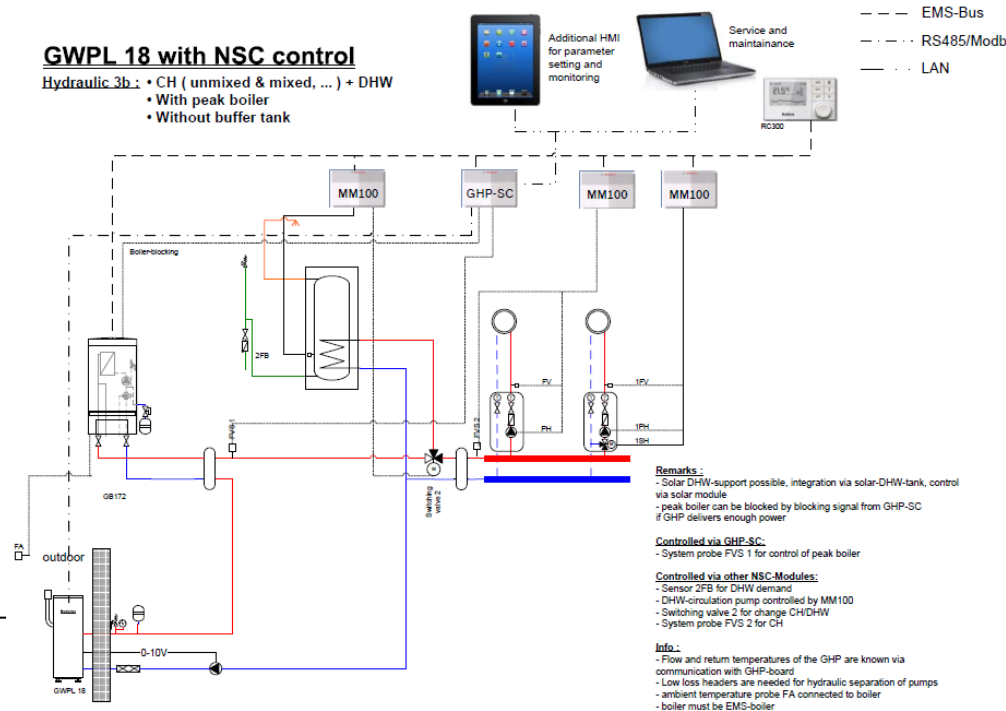 GWPL 18 with NSC control
Hydraulic 3b : • CH ( unmixed & mixed, ... ) + DHW
• With peak boiler
• Without buffer tank
Additional HMI
for parameter
setting and
monitoring
Service and
maintainance
EMS-Bus
RS485/Modb
LAN
RC300
MM100
GHP-SC
MM100
MM100
Boiler-blocking
2FB
FVS 1
FVS 2
FV
1FV
PH
1PH
1SH
M
Switching
valve 2
GB172
FA
outdoor
0-10V
GWPL 18
Remarks :
- Solar DHW-support possible, integration via solar-DHW-tank, control
via solar module
- peak boiler can be blocked by blocking signal from GHP-SC
if GHP delivers enough power
Controlled via GHP-SC:
- System probe FVS 1 for control of peak boiler
Controlled via other NSC-Modules:
- Sensor 2FB for DHW demand
- DHW-circulation pump controlled by MM100
- Switching valve 2 for change CH/DHW
- System probe FVS 2 for CH
Info :
- Flow and return temperatures of the GHP are known via
communication with GHP-board
- Low loss headers are needed for hydraulic separation of pumps
- ambient temperature probe FA connected to boiler
- boiler must be EMS-boiler